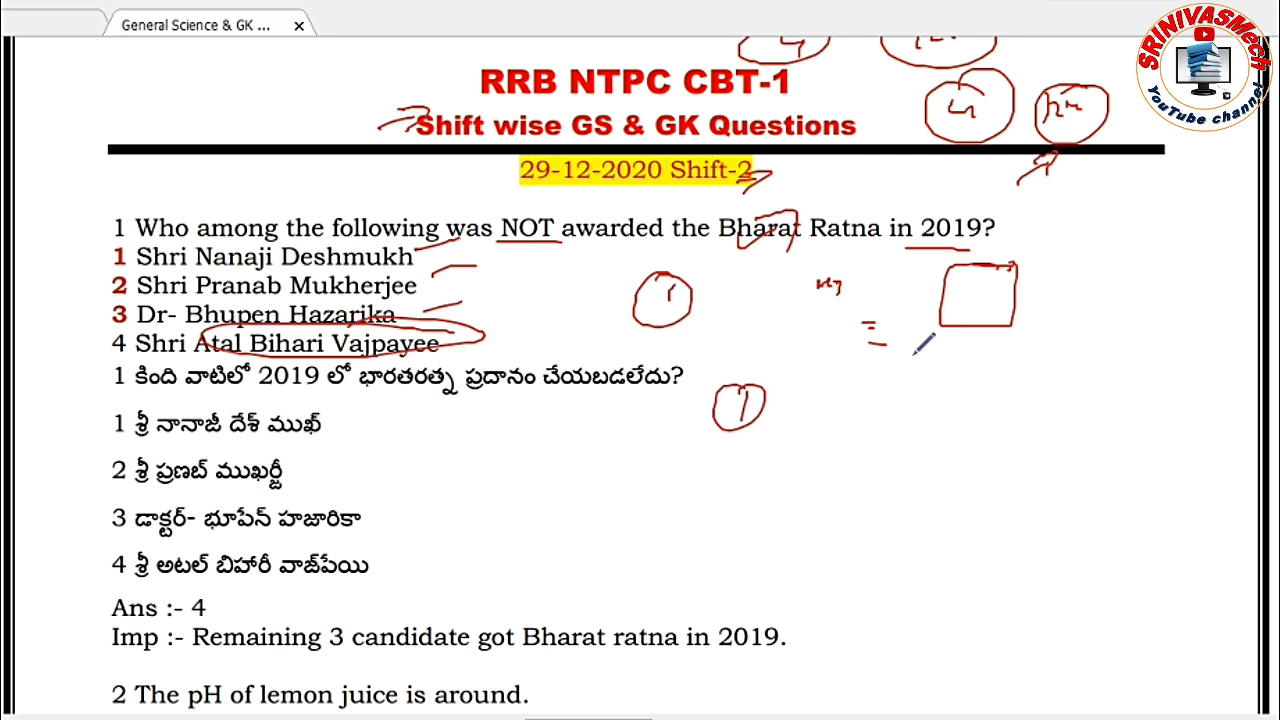 General Science & GK ...
SRINIVASMech
YouTube channel
RRB NTPC CBT-1
Shift wise GS & GK Questions
29-12-2020 Shift-2
1 Who among the following was NOT awarded the Bharat Ratna in 2019?
1 Shri Nanaji Deshmukh
2 Shri Pranab Mukherjee
3 Dr- Bhupen Hazarika
4 Shri Atal Bihari Vajpayee
1 కింది వాటిలో 2019 లో భారతరత్న ప్రదానం చేయబడలేదు?
1 శ్రీ నానాజీ దేశ్ ముఖ్
2 శ్రీ ప్రణబ్ ముఖర్జీ
3 డాక్టర్- భూపేన్ హజారికా
4 శ్రీ అటల్ బిహారీ వాజ్‌పేయి
Ans :- 4
Imp :- Remaining 3 candidate got Bharat ratna in 2019.
2 The pH of lemon juice is around.